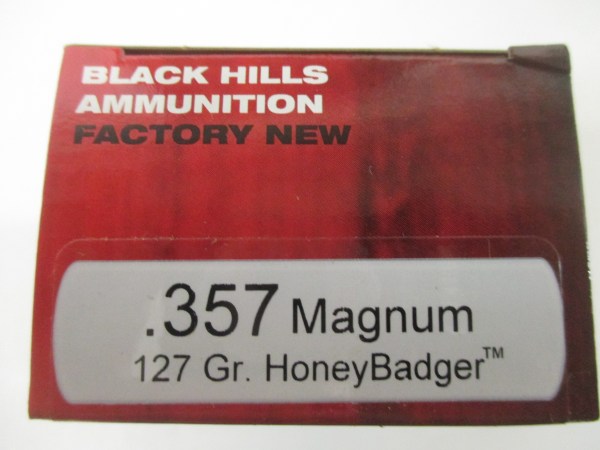 BLACK HILLS
AMMUNITION
FACTORY NEW
.357 Magnum
127 Gr. HoneyBadger™